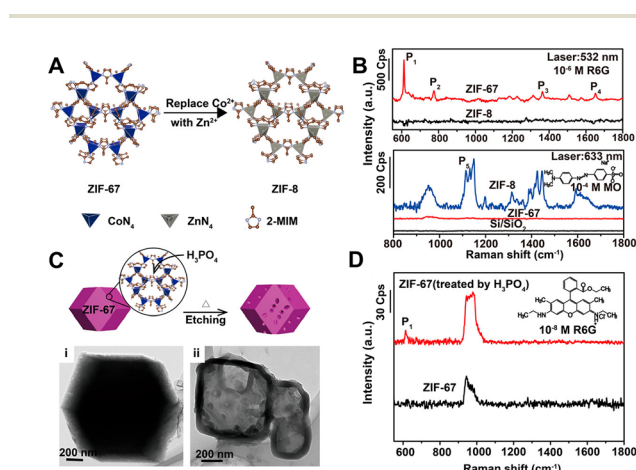 A
Replace Co²⁺
with Zn²⁺
ZIF-67
ZIF-8
CoN₄
ZnN₄
2-MIM
B
Laser:532 nm
10⁻⁶ R6G
500 Cps
P₁
P₂
P₃
P₄
ZIF-67
ZIF-8
600 800 1000 1200 1400 1600 1800
Intensity (a.u.)
Laser:633 nm
200 Cps
P₅
ZIF-8
10⁻⁴ MO
ZIF-67
Si/SiO₂
800 1000 1200 1400 1600 1800
Raman shift (cm⁻¹)
C
H₃PO₄
ZIF-67
△
Etching
i
200 nm
ii
200 nm
D
ZIF-67(treated by H₃PO₄)
30 Cps
P₁
10⁻⁸ M R6G
ZIF-67
Intensity (a.u.)
600 800 1000 1200 1400 1600 1800
Raman shift (cm⁻¹)